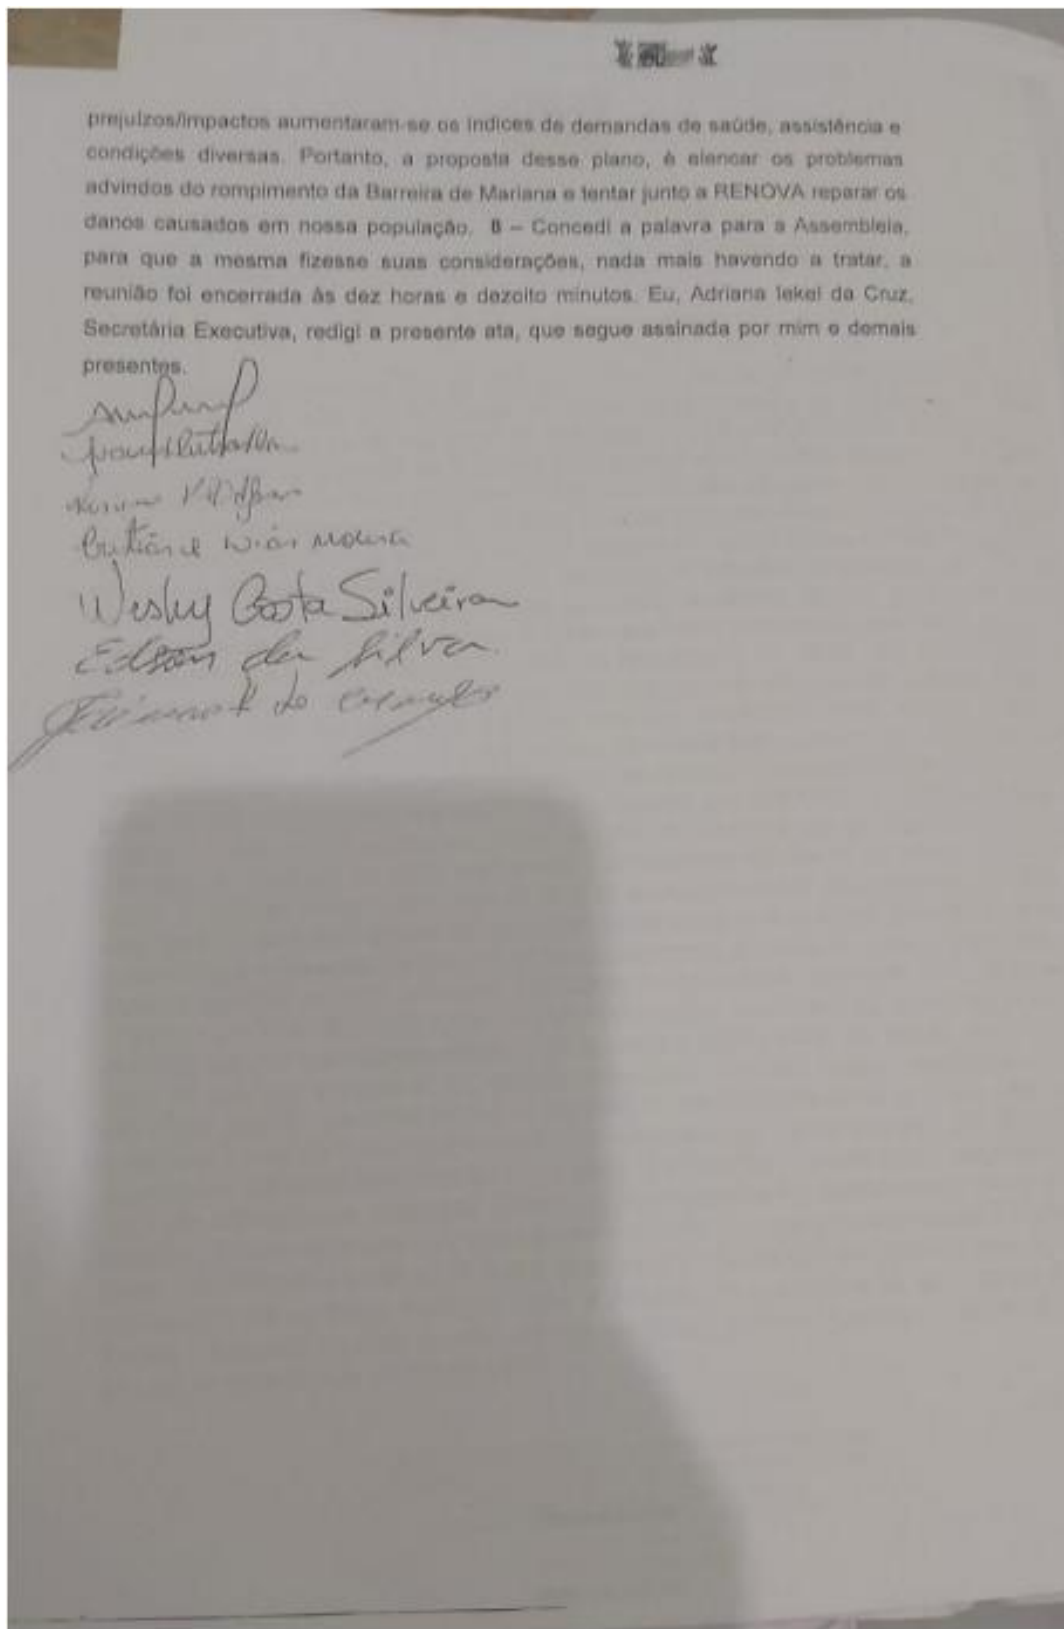 prejuízos/impactos aumentaram-se os índices de demandas de saúde, assistência e
condições diversas. Portanto, a proposta desse plano, é elencar os problemas
advindos do rompimento da Barreira de Mariana e tentar junto a RENOVA reparar os
danos causados em nossa população. 8 – Concedi a palavra para a Assembleia,
para que a mesma fizesse suas considerações, nada mais havendo a tratar, a
reunião foi encerrada às dez horas e dezoito minutos. Eu, Adriana Iekel da Cruz,
Secretária Executiva, redigi a presente ata, que segue assinada por mim e demais
presentes.
Wesley Costa Silveira
Edson da Silva